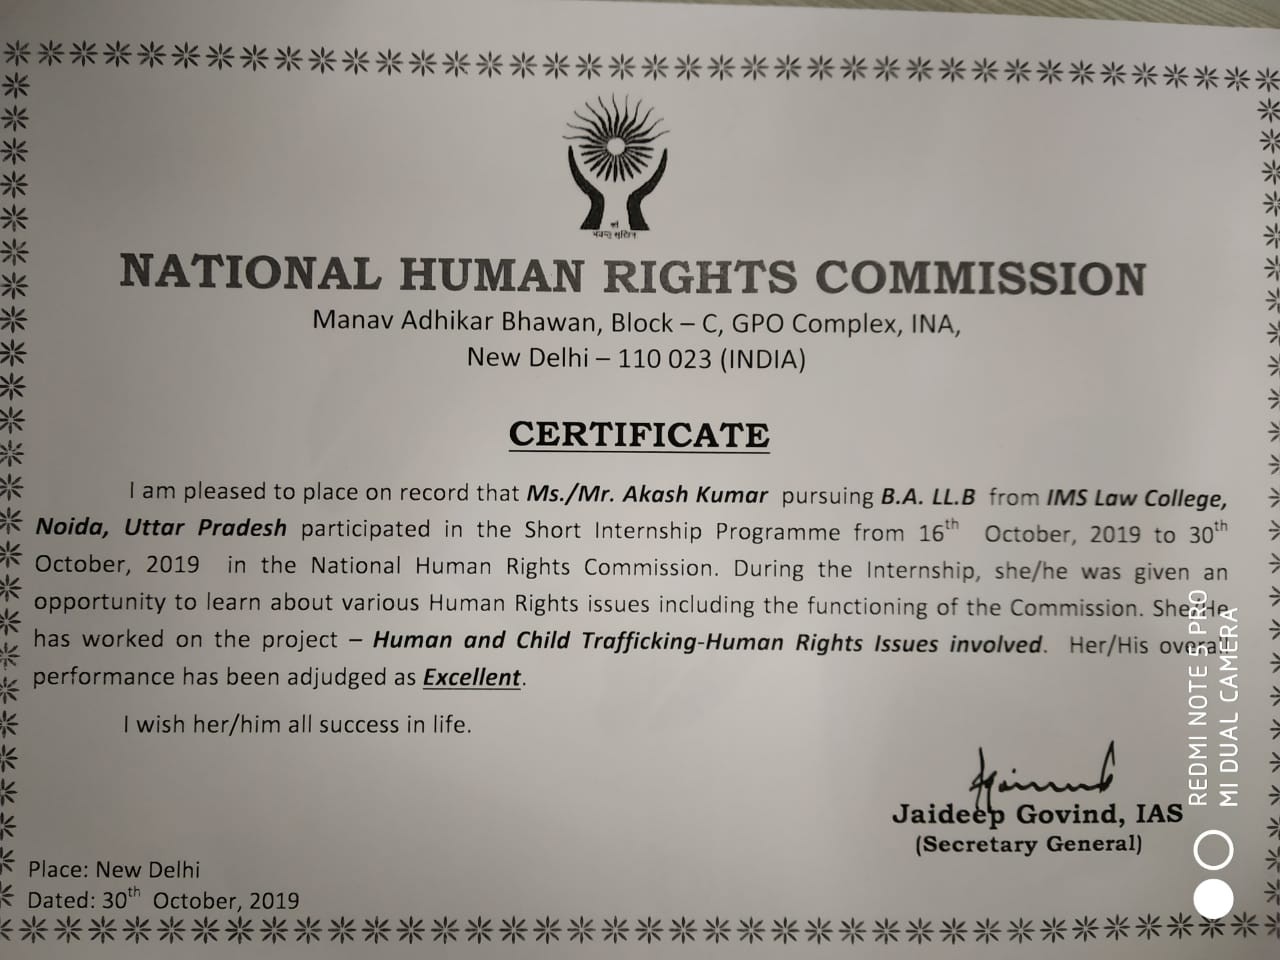 सर्वे
भवन्तु सुखिनः
NATIONAL HUMAN RIGHTS COMMISSION
Manav Adhikar Bhawan, Block – C, GPO Complex, INA,
New Delhi – 110 023 (INDIA)
CERTIFICATE
I am pleased to place on record that Ms./Mr. Akash Kumar pursuing B.A. LL.B from IMS Law College,
Noida, Uttar Pradesh participated in the Short Internship Programme from 16th October, 2019 to 30th
October, 2019 in the National Human Rights Commission. During the Internship, she/he was given an
opportunity to learn about various Human Rights issues including the functioning of the Commission. She/He
has worked on the project – Human and Child Trafficking-Human Rights Issues involved. Her/His overall
performance has been adjudged as Excellent.
I wish her/him all success in life.
Jaideep Govind, IAS
(Secretary General)
Place: New Delhi
Dated: 30th October, 2019
REDMI NOTE 5 PRO
MI DUAL CAMERA